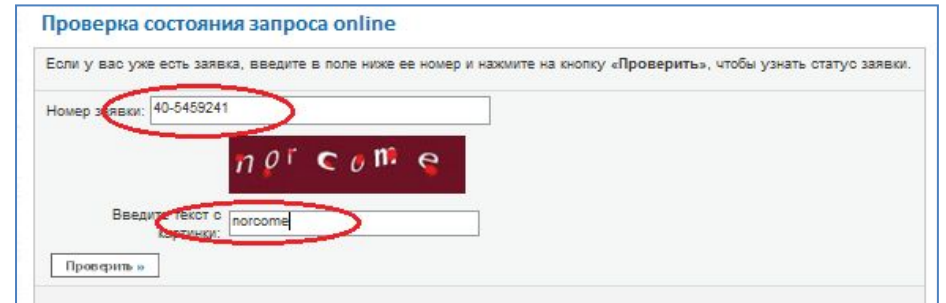 Проверка состояния запроса online
Если у вас уже есть заявка, введите в поле ниже ее номер и нажмите на кнопку «Проверить», чтобы узнать статус заявки.
Номер заявки: 40-5459241
norcome
Введите текст с картинки: norcome
Проверить »